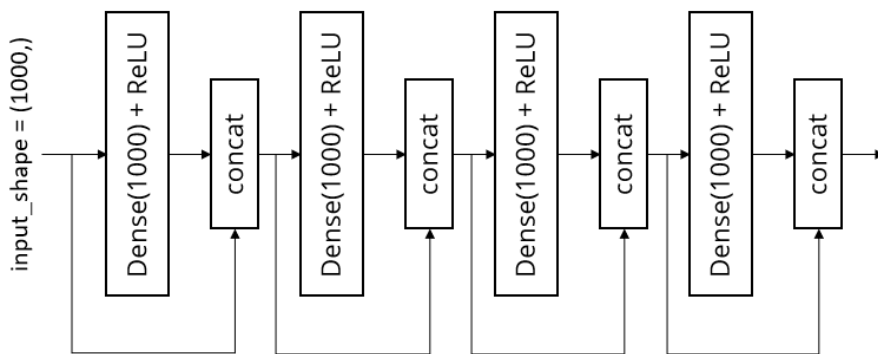 input_shape = (1000,)
Dense(1000) + ReLU
concat
Dense(1000) + ReLU
concat
Dense(1000) + ReLU
concat
Dense(1000) + ReLU
concat